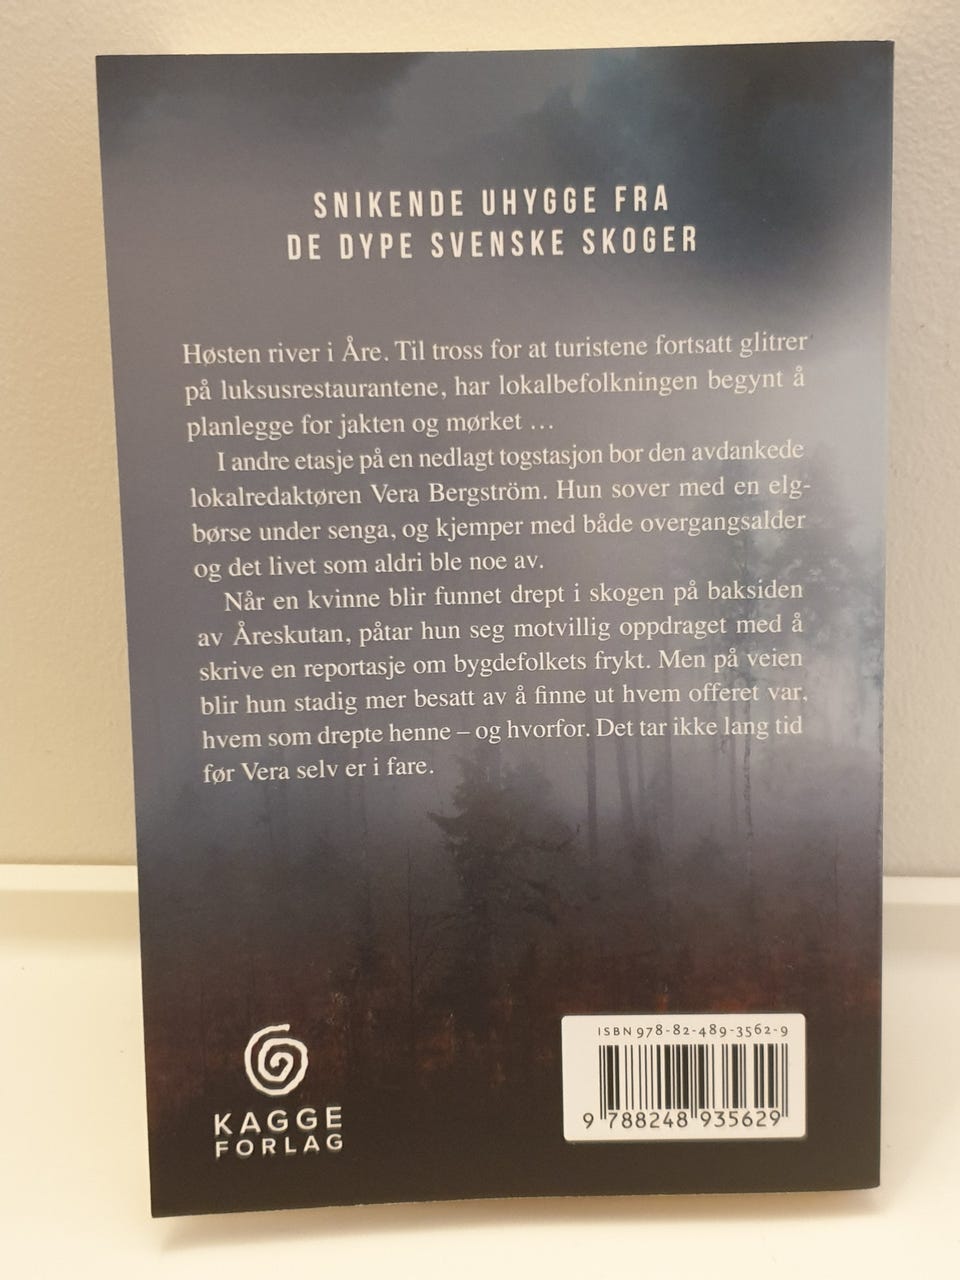 SNIKENDE UHYGGE FRA
DE DYPE SVENSKE SKOGER
Høsten river i Åre. Til tross for at turistene fortsatt glitrer
på luksusrestaurantene, har lokalbefolkningen begynt å
planlegge for jakten og mørket …
I andre etasje på en nedlagt togstasjon bor den avdankede
lokalredaktøren Vera Bergström. Hun sover med en elg-
børse under senga, og kjemper med både overgangsalder
og det livet som aldri ble noe av.
Når en kvinne blir funnet drept i skogen på baksiden
av Åreskutan, påtar hun seg motvillig oppdraget med å
skrive en reportasje om bygdefolkets frykt. Men på veien
blir hun stadig mer besatt av å finne ut hvem offeret var,
hvem som drepte henne – og hvorfor. Det tar ikke lang tid
før Vera selv er i fare.
KAGGE
FORLAG
ISBN 978-82-489-3562-9
9 788248 935629